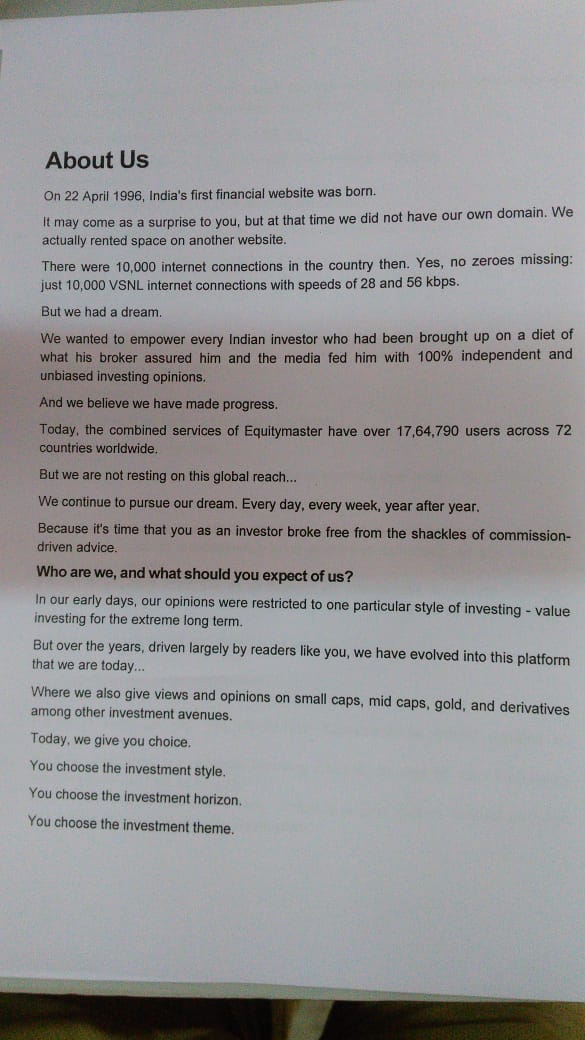 About Us
On 22 April 1996, India's first financial website was born.
It may come as a surprise to you, but at that time we did not have our own domain. We
actually rented space on another website.
There were 10,000 internet connections in the country then. Yes, no zeroes missing:
just 10,000 VSNL internet connections with speeds of 28 and 56 kbps.
But we had a dream.
We wanted to empower every Indian investor who had been brought up on a diet of
what his broker assured him and the media fed him with 100% independent and
unbiased investing opinions.
And we believe we have made progress.
Today, the combined services of Equitymaster have over 17,64,790 users across 72
countries worldwide.
But we are not resting on this global reach...
We continue to pursue our dream. Every day, every week, year after year.
Because it's time that you as an investor broke free from the shackles of commission-
driven advice.
Who are we, and what should you expect of us?
In our early days, our opinions were restricted to one particular style of investing - value
investing for the extreme long term.
But over the years, driven largely by readers like you, we have evolved into this platform
that we are today...
Where we also give views and opinions on small caps, mid caps, gold, and derivatives
among other investment avenues.
Today, we give you choice.
You choose the investment style.
You choose the investment horizon.
You choose the investment theme.